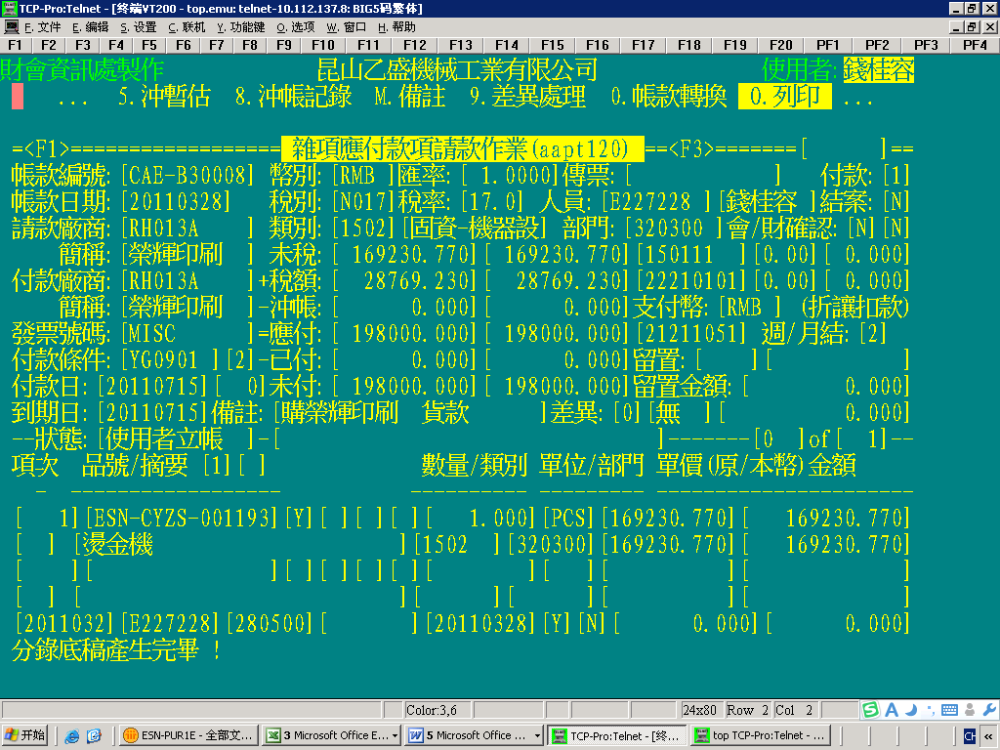 TCP-Pro:Telnet - [终端VT200 - top.emu: telnet-10.112.137.8: BIG5码繁体]
F. 文件 E. 编辑 S. 设置 C. 联机 Y. 功能键 O. 选项 W. 窗口 H. 帮助
F1 F2 F3 F4 F5 F6 F7 F8 F9 F10 F11 F12 F13 F14 F15 F16 F17 F18 F19 F20 PF1 PF2 PF3 PF4
財會資訊處製作 昆山乙盛機械工業有限公司 使用者:錢桂容
... 5.沖暫估 8.沖帳記錄 M.備註 9.差異處理 0.帳款轉換 0.列印 ...
=<F1>================== 雜項應付款項請款作業(aapt120) ==<F3>=======[ ]==
帳款編號:[CAE-B30008] 幣別:[RMB ]匯率:[ 1.0000]傳票:[ ] 付款:[1]
帳款日期:[20110328] 稅別:[N017]稅率:[17.0] 人員:[E227228 ][錢桂容 ]結案:[N]
請款廠商:[RH013A ] 類別:[1502][固資-機器設] 部門:[320300 ]會/財確認:[N][N]
簡稱:[榮輝印刷 ] 未稅:[ 169230.770][ 169230.770][150111 ][0.00][ 0.000]
付款廠商:[RH013A ]+稅額:[ 28769.230][ 28769.230][22210101][0.00][ 0.000]
簡稱:[榮輝印刷 ]-沖帳:[ 0.000][ 0.000]支付幣:[RMB ] (折讓扣款)
發票號碼:[MISC ]=應付:[ 198000.000][ 198000.000][21211051] 週/月結:[2]
付款條件:[YG0901 ][2]-已付:[ 0.000][ 0.000]留置:[ ][ ]
付款日:[20110715][ 0]未付:[ 198000.000][ 198000.000]留置金額:[ 0.000]
到期日:[20110715]備註:[購榮輝印刷 貨款 ]差異:[0][無 ][ 0.000]
--狀態:[使用者立帳 ]-[ ]-------[0 ]of[ 1]--
項次 品號/摘要 [1][ ] 數量/類別 單位/部門 單價(原/本幣)金額
- ----------------- ---------- --------- ----------- -----------
[ 1][ESN-CYZS-001193][Y][ ][ ][ ][ 1.000][PCS][169230.770][ 169230.770]
[ ] [燙金機 ][1502 ][320300][169230.770][ 169230.770]
[ ][ ][ ][ ][ ][ ][ ][ ][ ][ ]
[ ] [ ][ ][ ][ ][ ]
[2011032][E227228][280500][ ][20110328][Y][N][ 0.000][ 0.000]
分錄底稿產生完畢 !
Color:3,6 24x80 Row 2 Col 2
开始 ESN-PUR1E - 全部文... 3 Microsoft Office E... 5 Microsoft Office ... TCP-Pro:Telnet - [终... top TCP-Pro:Telnet - ... CH «